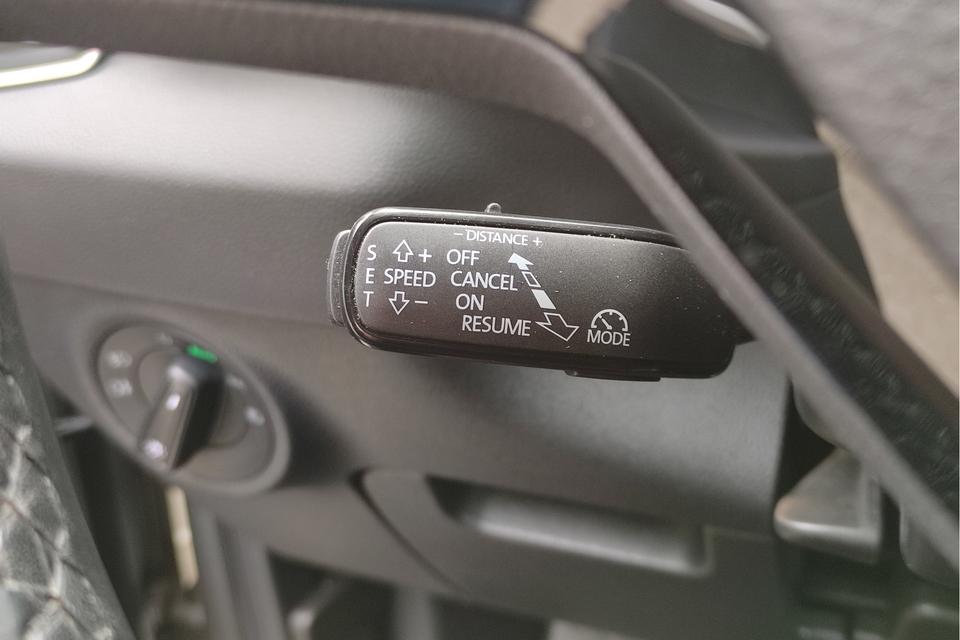 − DISTANCE +
S + OFF
E SPEED CANCEL
T − ON
RESUME
MODE